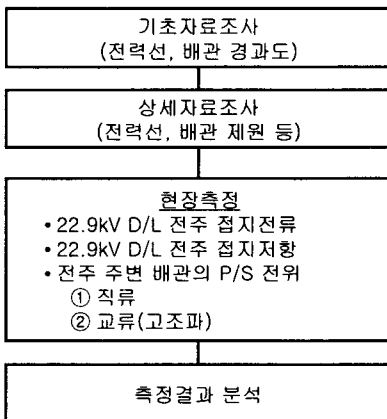 기초자료조사
(전력선, 배관 경과도)
상세자료조사
(전력선, 배관 제원 등)
현장측정
• 22.9kV D/L 전주 접지전류
• 22.9kV D/L 전주 접지저항
• 전주 주변 배관의 P/S 전위
① 직류
② 교류(고조파)
측정결과 분석